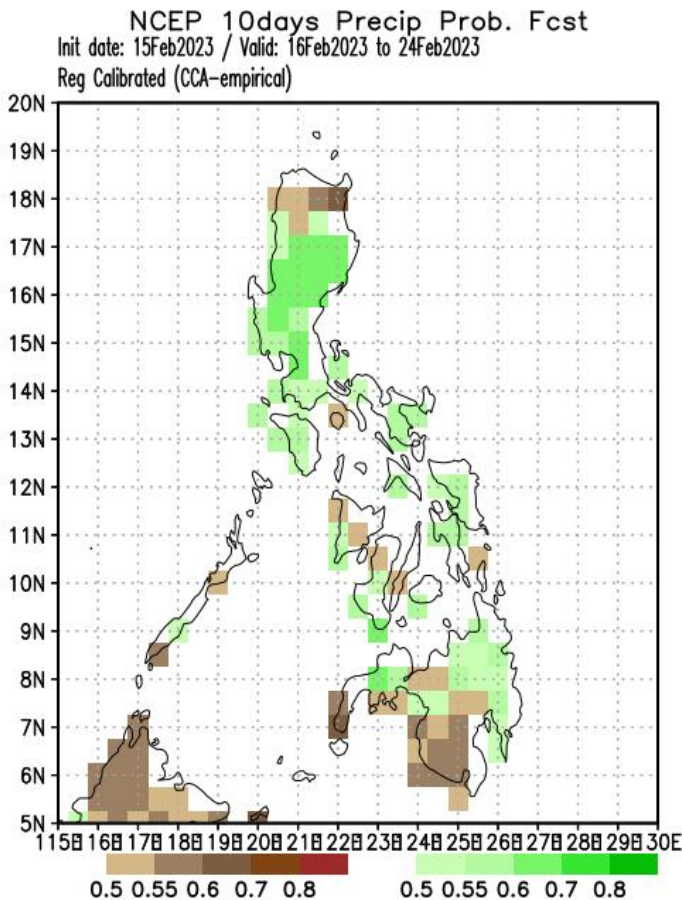 NCEP 10days Precip Prob. Fcst
Init date: 15Feb2023 / Valid: 16Feb2023 to 24Feb2023
Reg Calibrated (CCA-empirical)
20N
19N
18N
17N
16N
15N
14N
13N
12N
11N
10N
9N
8N
7N
6N
5N
115E 116E 117E 118E 119E 120E 121E 122E 123E 124E 125E 126E 127E 128E 129E 130E
0.5 0.55 0.6 0.7 0.8 0.5 0.55 0.6 0.7 0.8